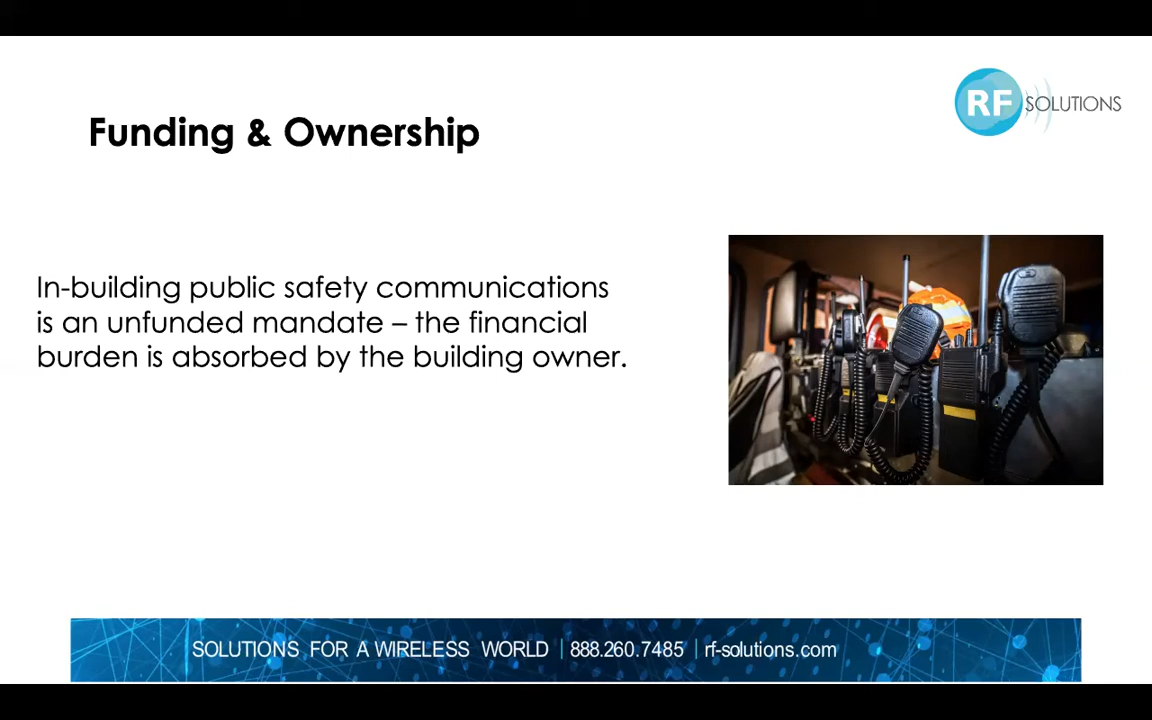 RF SOLUTIONS
Funding & Ownership
In-building public safety communications
is an unfunded mandate – the financial
burden is absorbed by the building owner.
SOLUTIONS FOR A WIRELESS WORLD | 888.260.7485 | rf-solutions.com